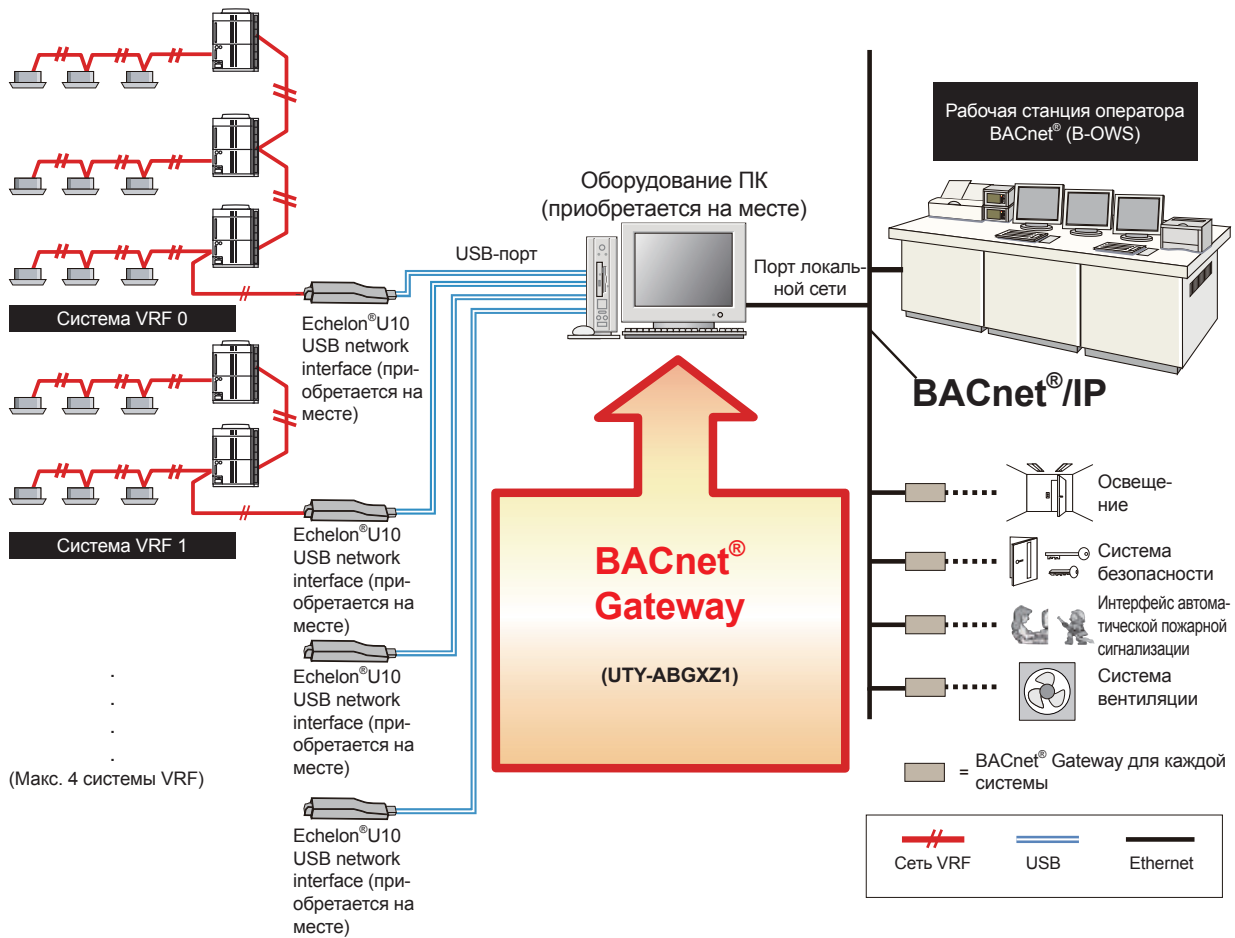 Система VRF 0
Система VRF 1
.
.
.
.
(Макс. 4 системы VRF)
USB-порт
Echelon®U10
USB network
interface (при-
обретается на
месте)
Echelon®U10
USB network
interface (при-
обретается на
месте)
Echelon®U10
USB network
interface (при-
обретается на
месте)
Echelon®U10
USB network
interface (при-
обретается на
месте)
Оборудование ПК
(приобретается на месте)
Порт локаль-
ной сети
BACnet®
Gateway
(UTY-ABGXZ1)
Рабочая станция оператора
BACnet® (B-OWS)
BACnet®/IP
Освеще-
ние
Система
безопасности
Интерфейс автома-
тической пожарной
сигнализации
Система
вентиляции
= BACnet® Gateway для каждой
системы
Сеть VRF
USB
Ethernet